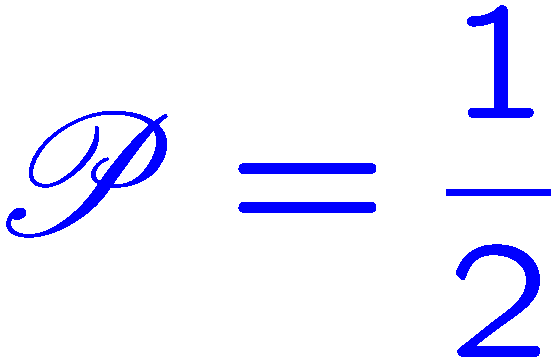 𝒫 = 1/2